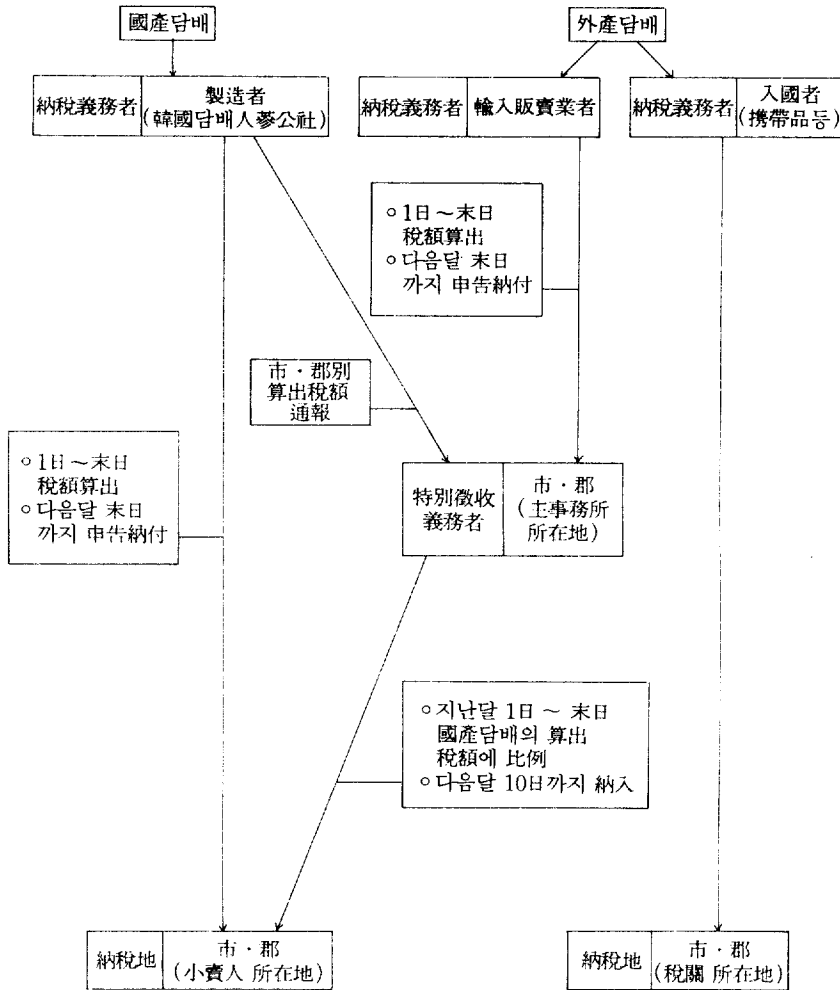 國產담배
外產담배
納稅義務者
製造者
(韓國담배人蔘公社)
納稅義務者
輸入販賣業者
納稅義務者
入國者
(携帶品등)
○ 1日～末日
稅額算出
○ 다음달 末日
까지 申告納付
市·郡別
算出稅額
通報
○ 1日～末日
稅額算出
○ 다음달 末日
까지 申告納付
特別徵收
義務者
市·郡
(主事務所
所在地)
○ 지난달 1日 ～ 末日
國產담배의 算出
稅額에 比例
○ 다음달 10日까지 納入
納稅地
市·郡
(小賣人 所在地)
納稅地
市·郡
(稅關 所在地)